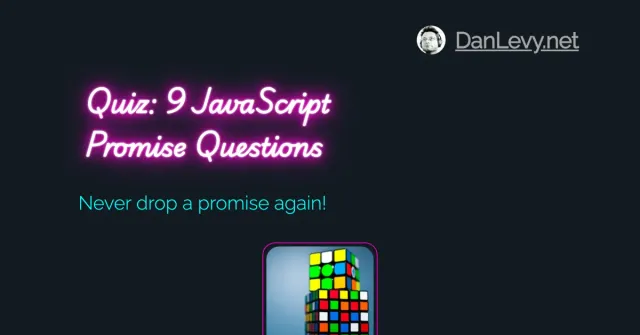 DanLevy.net
Quiz: 9 JavaScript
Promise Questions
Never drop a promise again!